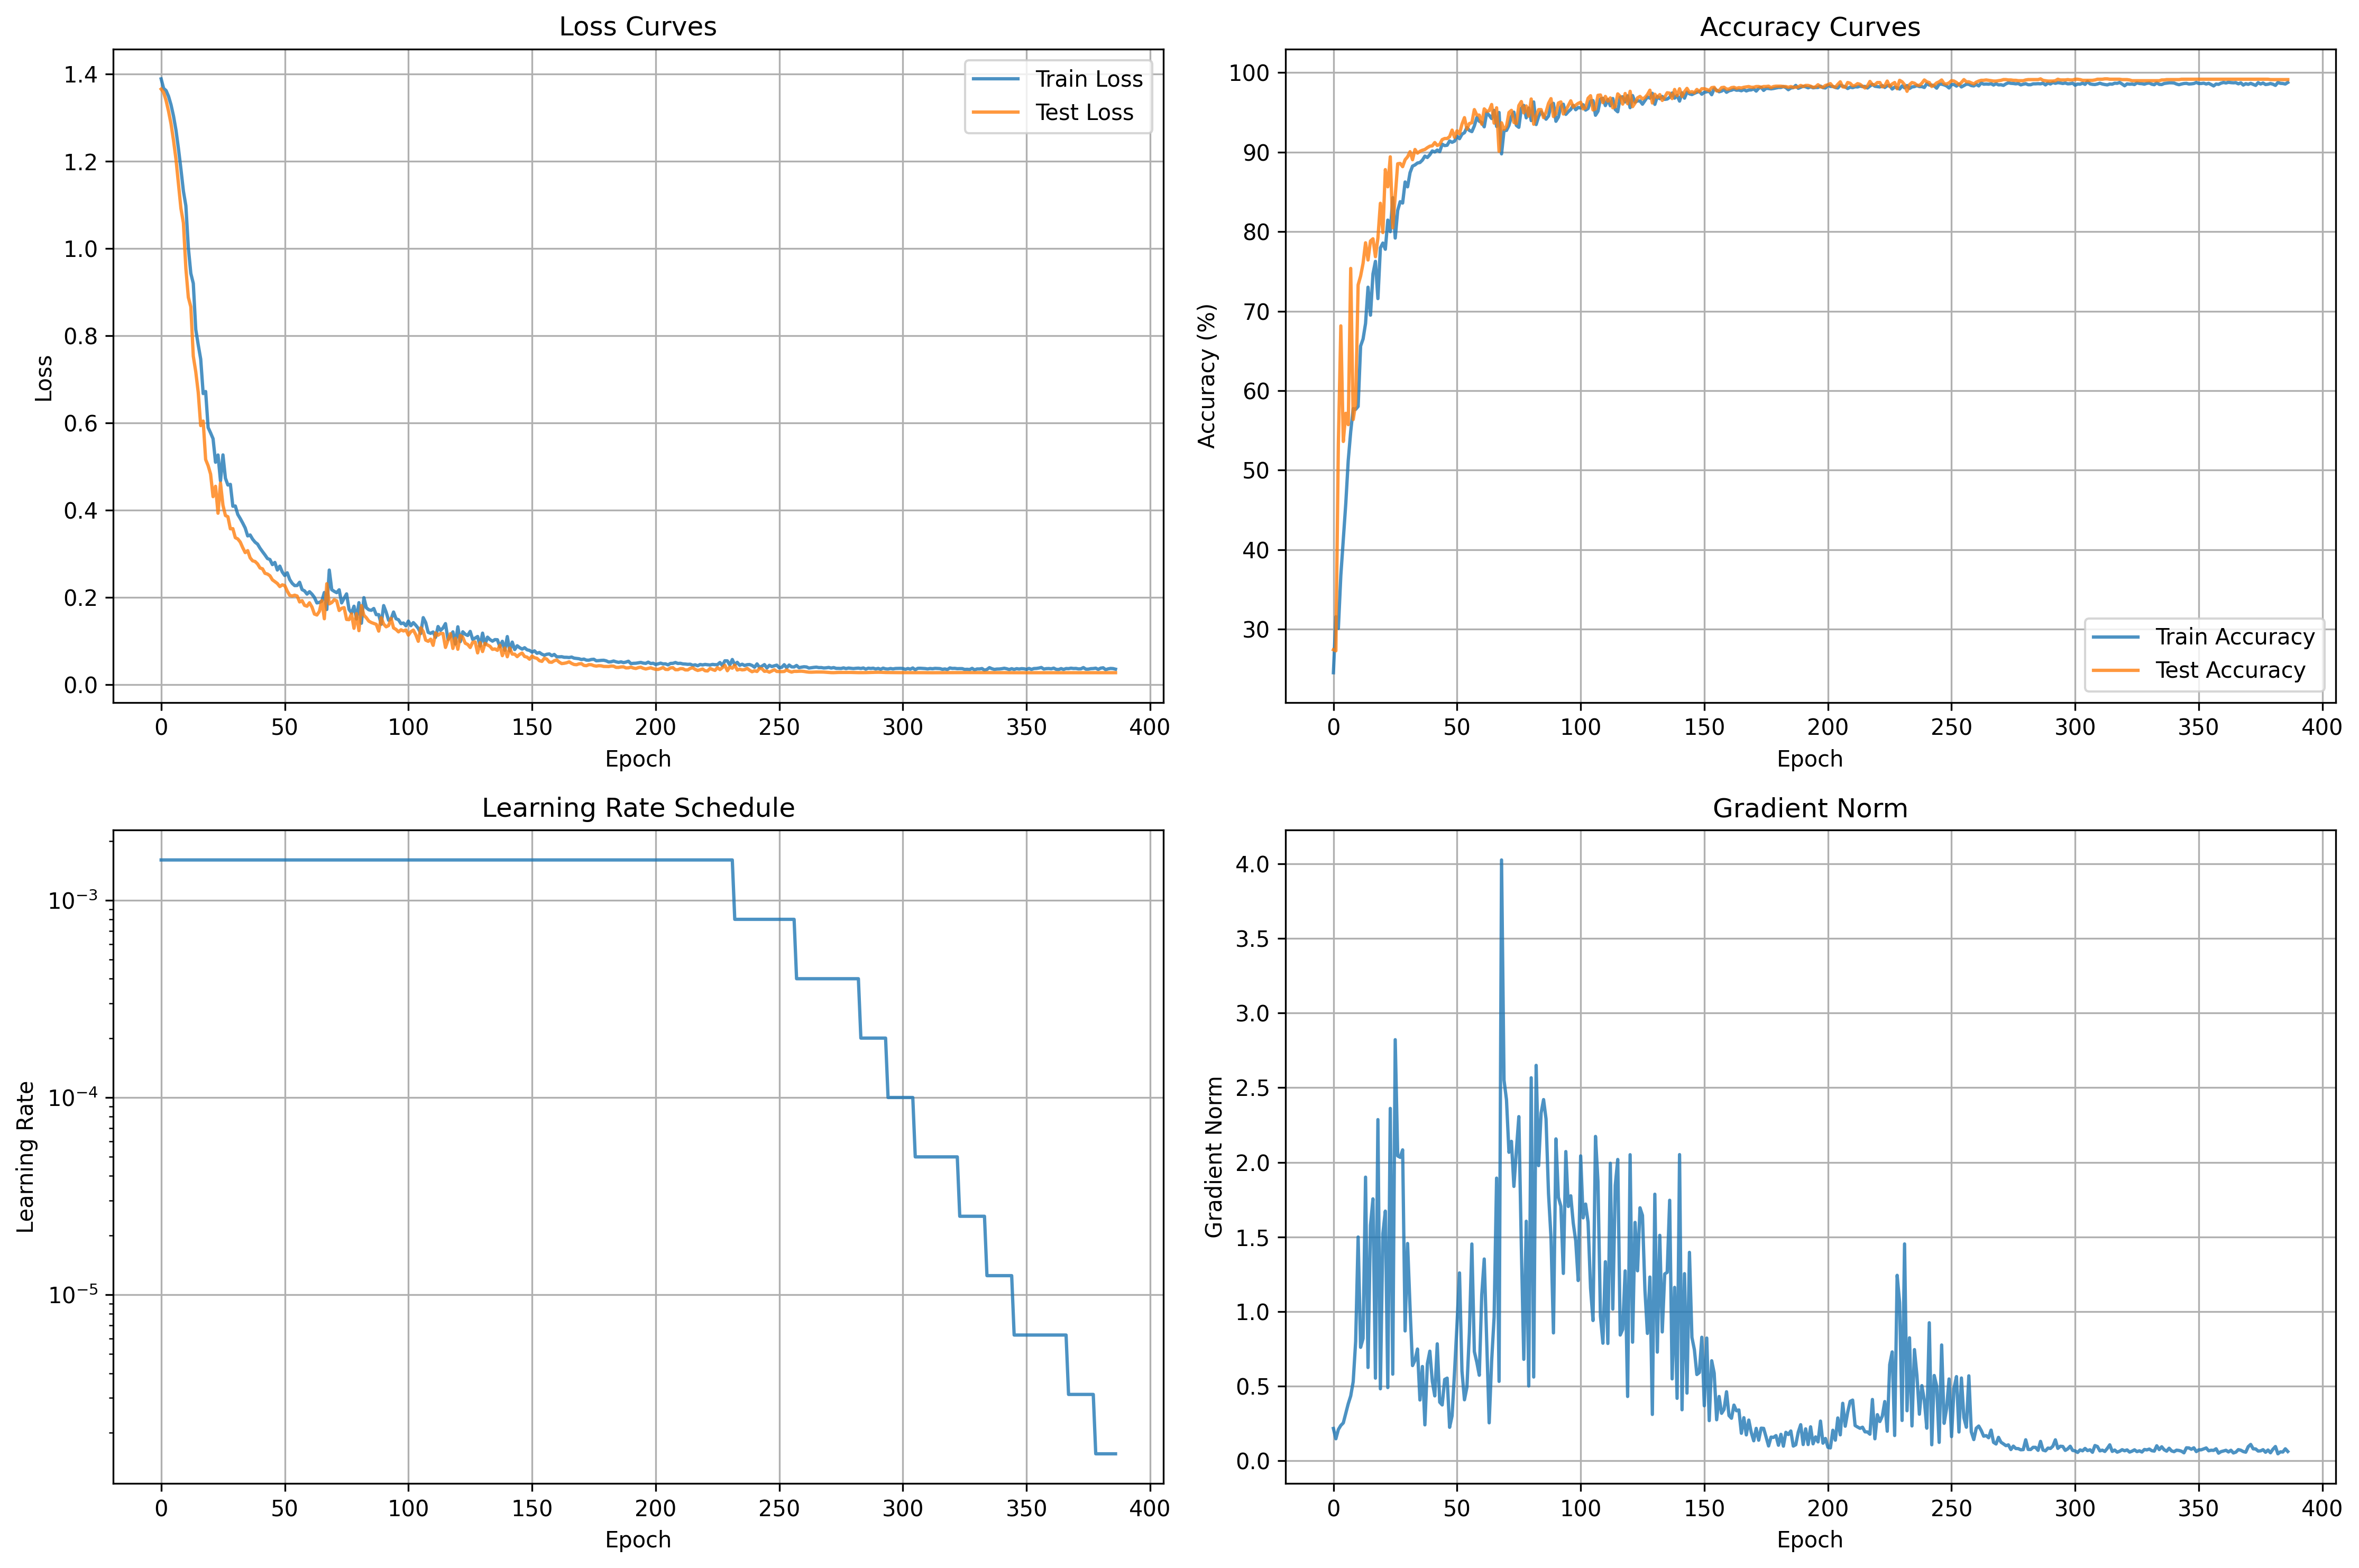 Loss Curves
Loss
1.4
1.2
1.0
0.8
0.6
0.4
0.2
0.0
Train Loss
Test Loss
0 50 100 150 200 250 300 350 400
Epoch
Accuracy Curves
Accuracy (%)
100
90
80
70
60
50
40
30
Train Accuracy
Test Accuracy
0 50 100 150 200 250 300 350 400
Epoch
Learning Rate Schedule
Learning Rate
10⁻³
10⁻⁴
10⁻⁵
0 50 100 150 200 250 300 350 400
Epoch
Gradient Norm
Gradient Norm
4.0
3.5
3.0
2.5
2.0
1.5
1.0
0.5
0.0
0 50 100 150 200 250 300 350 400
Epoch